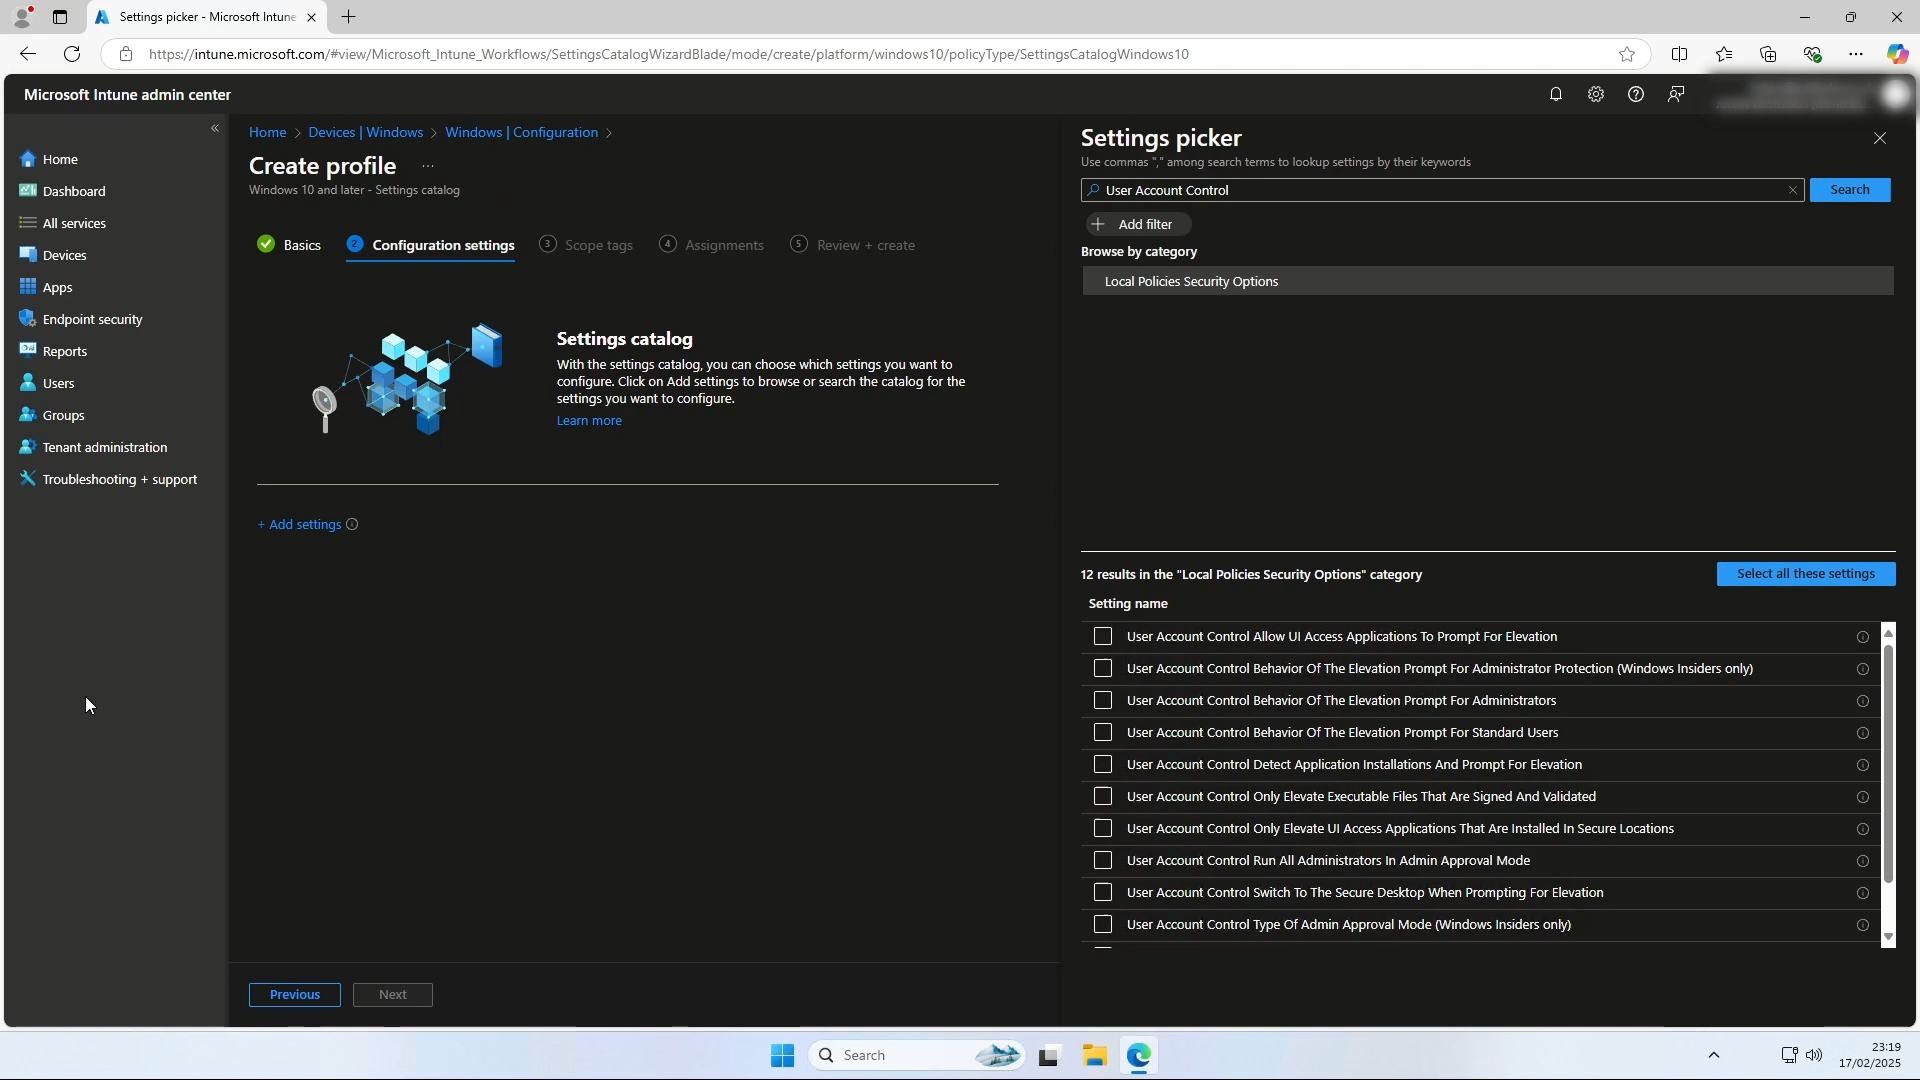 Settings picker - Microsoft Intune
https://intune.microsoft.com/#view/Microsoft_Intune_Workflows/SettingsCatalogWizardBlade/mode/create/platform/windows10/policyType/SettingsCatalogWindows10
Microsoft Intune admin center
Home
Dashboard
All services
Devices
Apps
Endpoint security
Reports
Users
Groups
Tenant administration
Troubleshooting + support
Home > Devices | Windows > Windows | Configuration >
Create profile ...
Windows 10 and later - Settings catalog
Basics
2 Configuration settings
3 Scope tags
4 Assignments
5 Review + create
Settings catalog
With the settings catalog, you can choose which settings you want to
configure. Click on Add settings to browse or search the catalog for the
settings you want to configure.
Learn more
+ Add settings
Previous
Next
Settings picker
Use commas "," among search terms to lookup settings by their keywords
User Account Control
Search
+ Add filter
Browse by category
Local Policies Security Options
12 results in the "Local Policies Security Options" category
Select all these settings
Setting name
User Account Control Allow UI Access Applications To Prompt For Elevation
User Account Control Behavior Of The Elevation Prompt For Administrator Protection (Windows Insiders only)
User Account Control Behavior Of The Elevation Prompt For Administrators
User Account Control Behavior Of The Elevation Prompt For Standard Users
User Account Control Detect Application Installations And Prompt For Elevation
User Account Control Only Elevate Executable Files That Are Signed And Validated
User Account Control Only Elevate UI Access Applications That Are Installed In Secure Locations
User Account Control Run All Administrators In Admin Approval Mode
User Account Control Switch To The Secure Desktop When Prompting For Elevation
User Account Control Type Of Admin Approval Mode (Windows Insiders only)
Search
23:19
17/02/2025